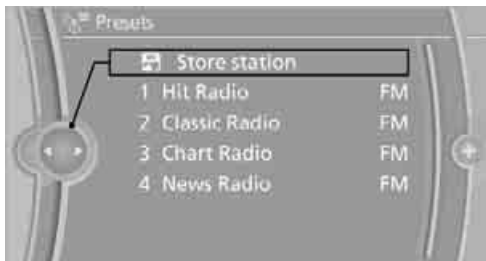 Presets
Store station
1 Hit Radio FM
2 Classic Radio FM
3 Chart Radio FM
4 News Radio FM